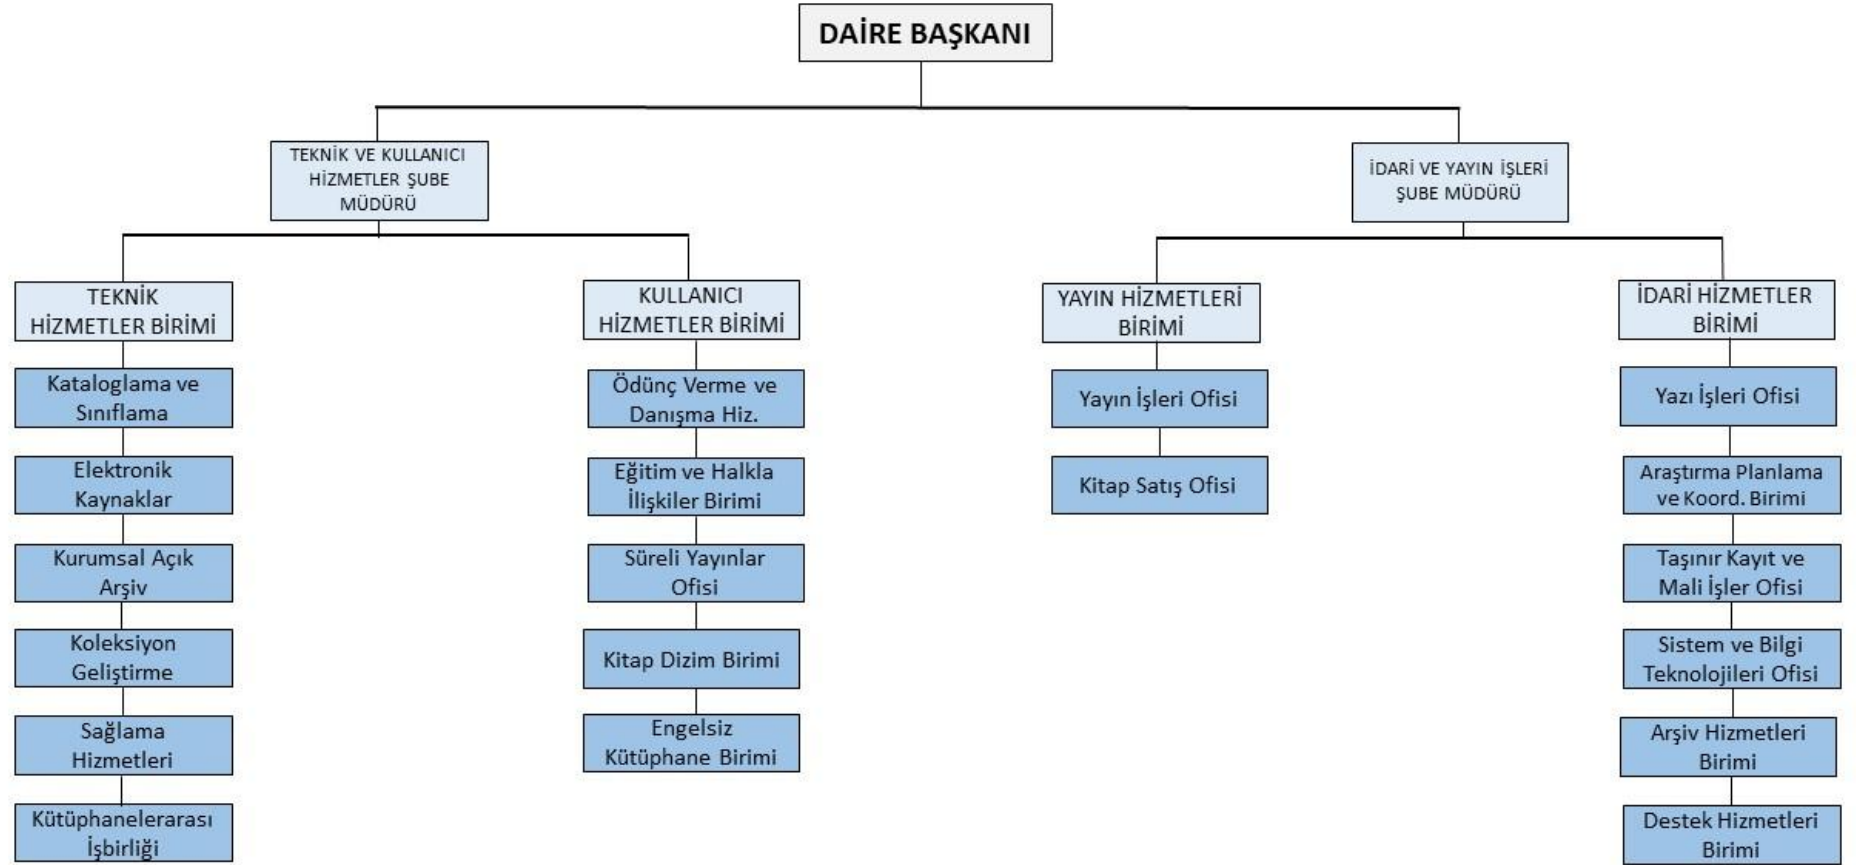 DAİRE BAŞKANI
TEKNİK VE KULLANICI
HİZMETLER ŞUBE
MÜDÜRÜ
İDARİ VE YAYIN İŞLERİ
ŞUBE MÜDÜRÜ
TEKNİK
HİZMETLER BİRİMİ
Kataloglama ve
Sınıflama
Elektronik
Kaynaklar
Kurumsal Açık
Arşiv
Koleksiyon
Geliştirme
Sağlama
Hizmetleri
Kütüphanelerarası
İşbirliği
KULLANICI
HİZMETLER BİRİMİ
Ödünç Verme ve
Danışma Hiz.
Eğitim ve Halkla
İlişkiler Birimi
Süreli Yayınlar
Ofisi
Kitap Dizim Birimi
Engelsiz
Kütüphane Birimi
YAYIN HİZMETLERİ
BİRİMİ
Yayın İşleri Ofisi
Kitap Satış Ofisi
İDARİ HİZMETLER
BİRİMİ
Yazı İşleri Ofisi
Araştırma Planlama
ve Koord. Birimi
Taşınır Kayıt ve
Mali İşler Ofisi
Sistem ve Bilgi
Teknolojileri Ofisi
Arşiv Hizmetleri
Birimi
Destek Hizmetleri
Birimi